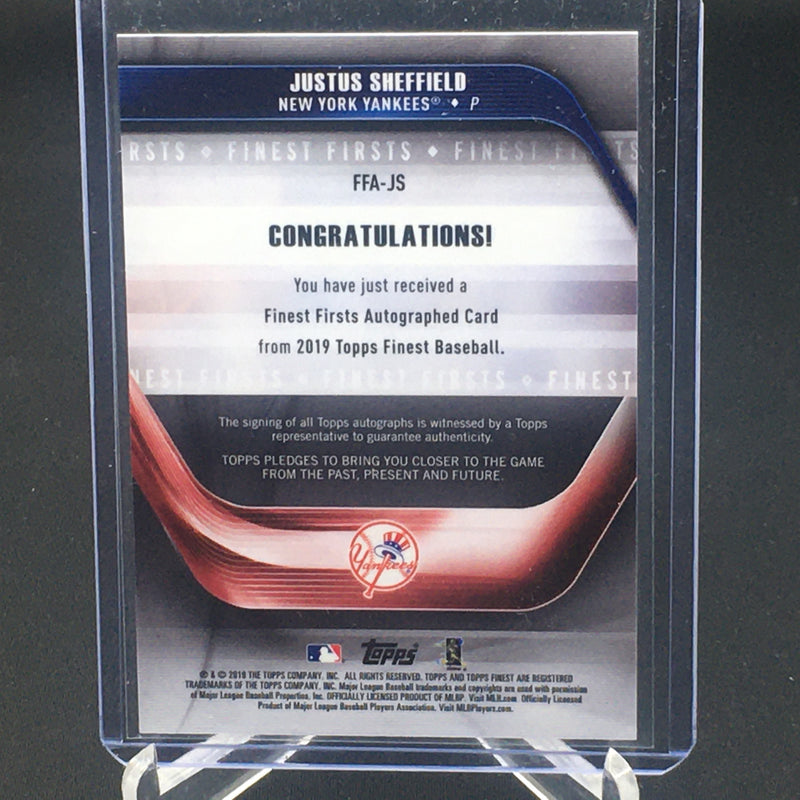 JUSTUS SHEFFIELD
NEW YORK YANKEES® ♦ P
RSTS ♦ FINEST FIRSTS ♦ FINEST FIRSTS
FFA-JS
CONGRATULATIONS!
You have just received a
Finest Firsts Autographed Card
from 2019 Topps Finest Baseball.
NEST FIRSTS ♦ FINEST FIRSTS ♦ FINEST
The signing of all Topps autographs is witnessed by a Topps
representative to guarantee authenticity.
TOPPS PLEDGES TO BRING YOU CLOSER TO THE GAME
FROM THE PAST, PRESENT AND FUTURE.
Yankees
Topps
® & © 2019 THE TOPPS COMPANY, INC. ALL RIGHTS RESERVED. TOPPS AND TOPPS FINEST ARE REGISTERED
TRADEMARKS OF THE TOPPS COMPANY, INC. Major League Baseball trademarks and copyrights are used with permission
of Major League Baseball Properties, Inc. OFFICIALLY LICENSED PRODUCT OF MLBP. Visit MLB.com. Officially Licensed
Product of Major League Baseball Players Association. Visit MLBPlayers.com.